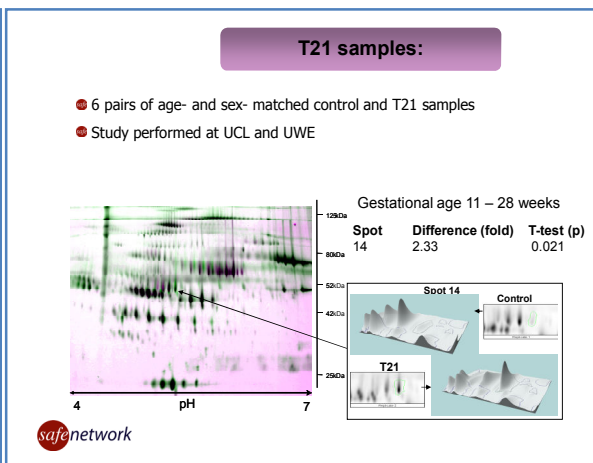 T21 samples:
6 pairs of age- and sex- matched control and T21 samples
Study performed at UCL and UWE
Gestational age 11 – 28 weeks
Spot Difference (fold) T-test (p)
14 2.33 0.021
125kDa
80kDa
52kDa
42kDa
25kDa
4 pH 7
Spot 14
Control
T21
safenetwork